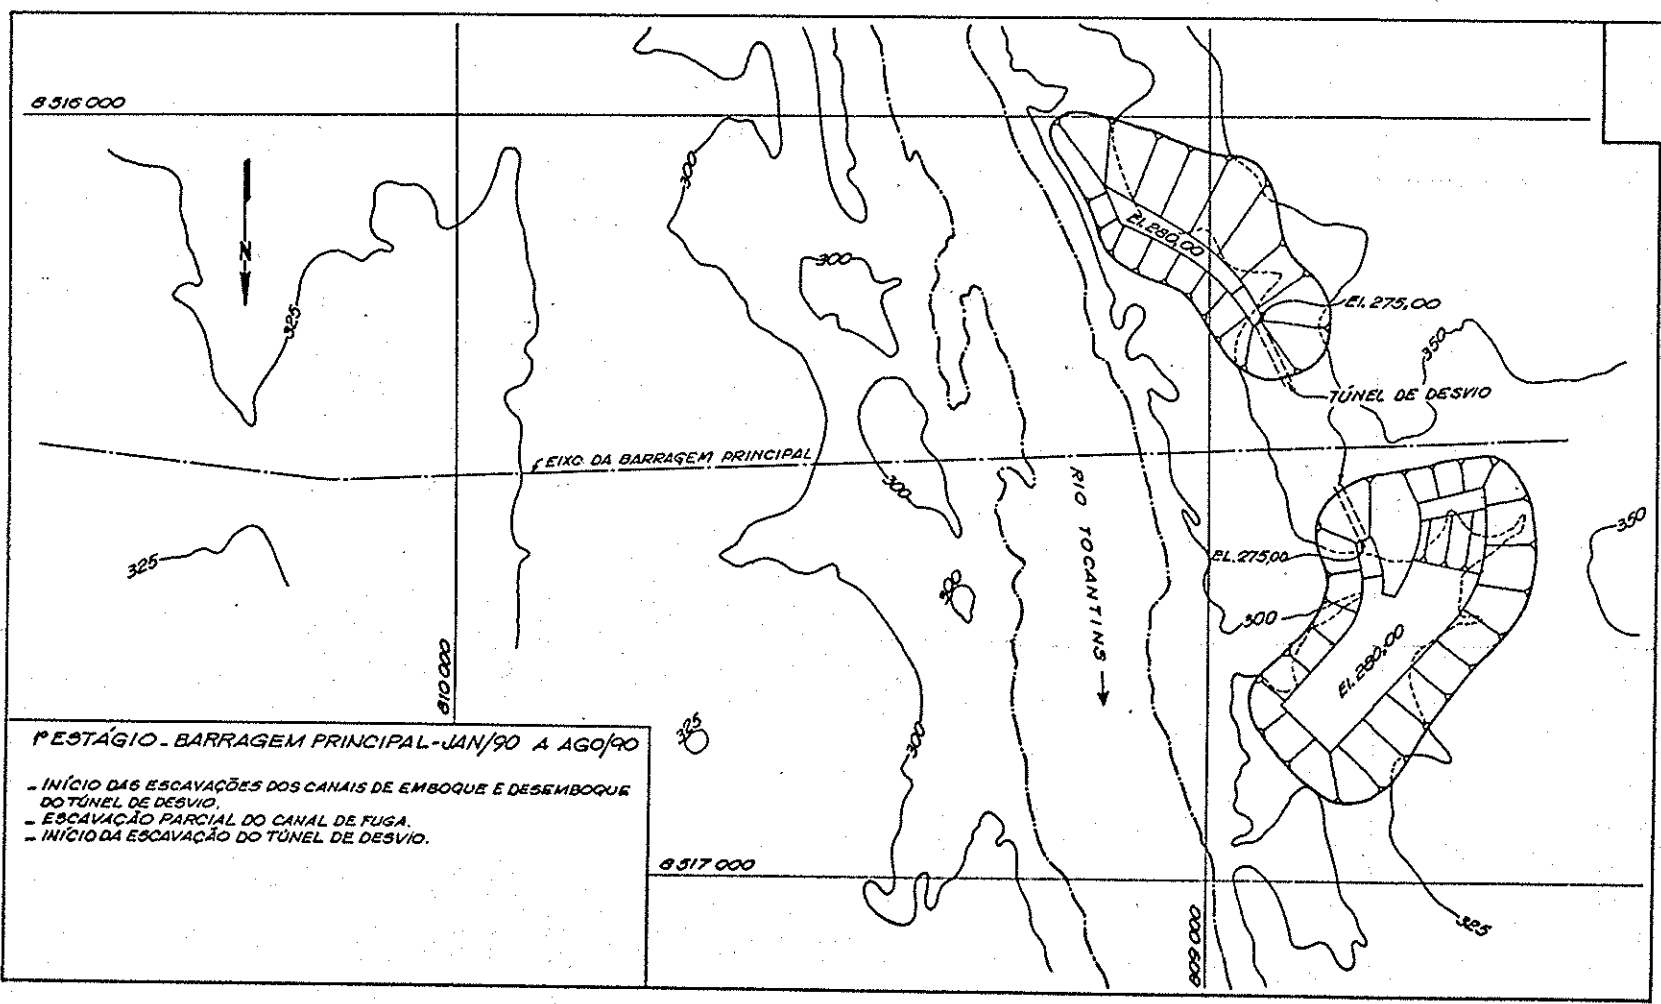 8 516 000
300
N
325
300
El. 280,00
El. 275,00
350
TÚNEL DE DESVIO
EIXO DA BARRAGEM PRINCIPAL
300
RIO TOCANTINS
350
EL. 275,00
325
300
300
El. 280,00
810 000
325
300
1º ESTÁGIO - BARRAGEM PRINCIPAL - JAN/90 A AGO/90
- INÍCIO DAS ESCAVAÇÕES DOS CANAIS DE EMBOQUE E DESEMBOQUE
DO TÚNEL DE DESVIO.
- ESCAVAÇÃO PARCIAL DO CANAL DE FUGA.
- INÍCIO DA ESCAVAÇÃO DO TÚNEL DE DESVIO.
8 517 000
809 000
325